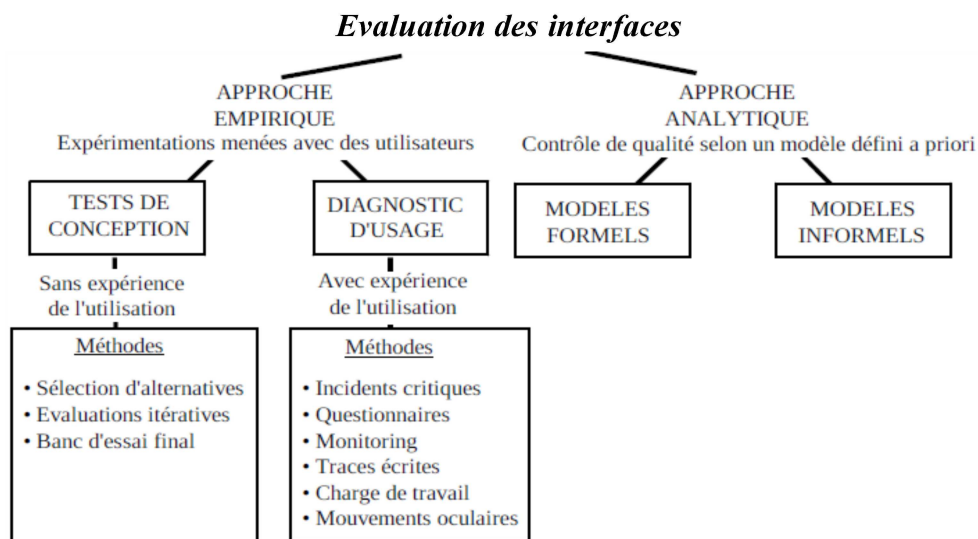 Evaluation des interfaces
APPROCHE
EMPIRIQUE
Expérimentations menées avec des utilisateurs
APPROCHE
ANALYTIQUE
Contrôle de qualité selon un modèle défini a priori
TESTS DE
CONCEPTION
DIAGNOSTIC
D'USAGE
MODELES
FORMELS
MODELES
INFORMELS
Sans expérience
de l'utilisation
Avec expérience
de l'utilisation
Méthodes
• Sélection d'alternatives
• Evaluations itératives
• Banc d'essai final
Méthodes
• Incidents critiques
• Questionnaires
• Monitoring
• Traces écrites
• Charge de travail
• Mouvements oculaires